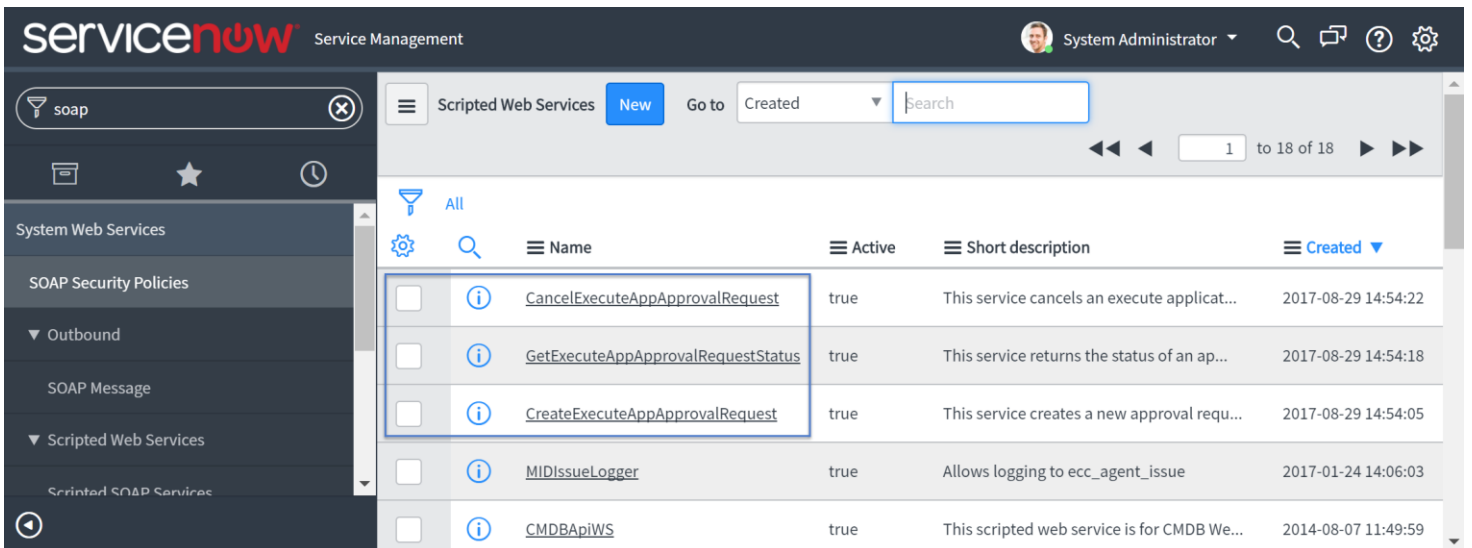 servicenow Service Management System Administrator
soap
Scripted Web Services New Go to Created Search
1 to 18 of 18
All
System Web Services
SOAP Security Policies
Outbound
SOAP Message
Scripted Web Services
Scripted SOAP Services
Name Active Short description Created
CancelExecuteAppApprovalRequest true This service cancels an execute applicat... 2017-08-29 14:54:22
GetExecuteAppApprovalRequestStatus true This service returns the status of an ap... 2017-08-29 14:54:18
CreateExecuteAppApprovalRequest true This service creates a new approval requ... 2017-08-29 14:54:05
MIDIssueLogger true Allows logging to ecc_agent_issue 2017-01-24 14:06:03
CMDBApiWS true This scripted web service is for CMDB We... 2014-08-07 11:49:59